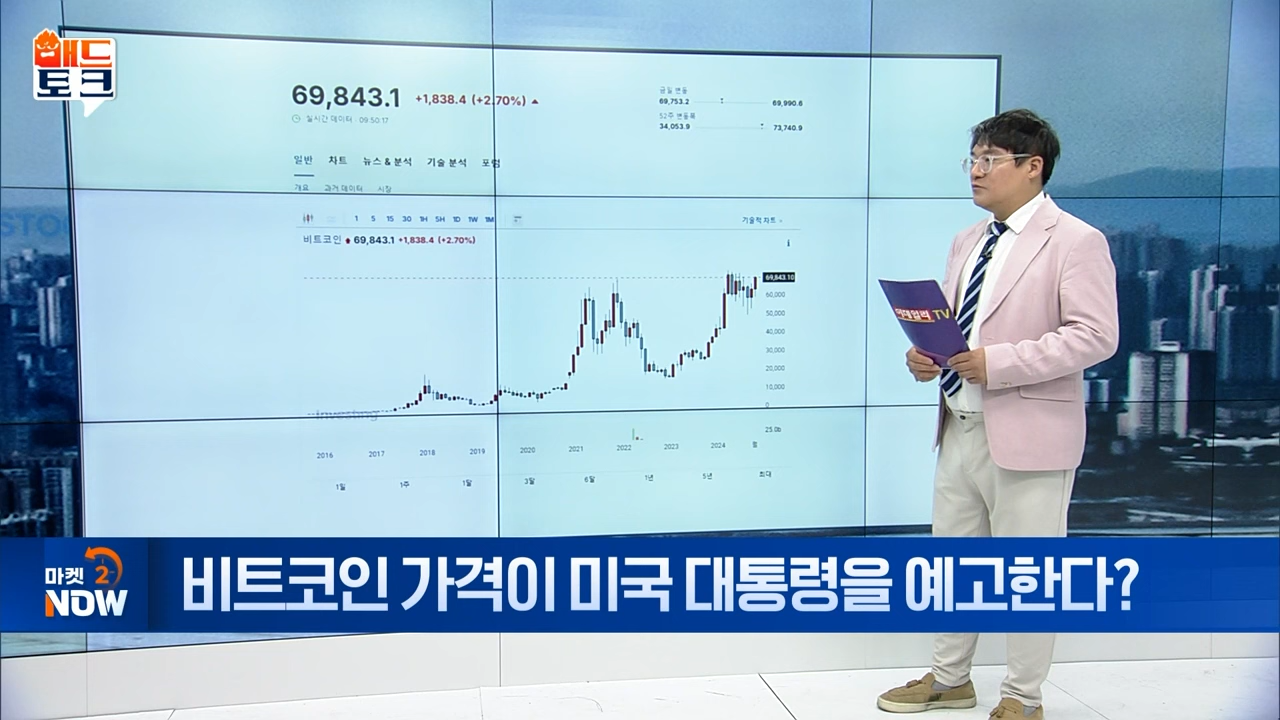 배드
토크
STO
69,843.1 +1,838.4 (+2.70%)
실시간 데이터 · 09:50:17
금일 변동
69,753.2 69,990.6
52주 변동폭
34,053.9 73,740.9
일반 차트 뉴스 & 분석 기술 분석 포럼
개요 과거 데이터 시장
1 5 15 30 1H 5H 1D 1W 1M
기술적 차트
비트코인 69,843.1 +1,838.4 (+2.70%)
69,843.10
60,000
50,000
40,000
30,000
20,000
10,000
0
25.0b
2016 2017 2018 2019 2020 2021 2022 2023 2024 월
1일 1주 1달 3달 6달 1년 5년 최대
이데일리 TV
마켓 2
NOW
비트코인 가격이 미국 대통령을 예고한다?